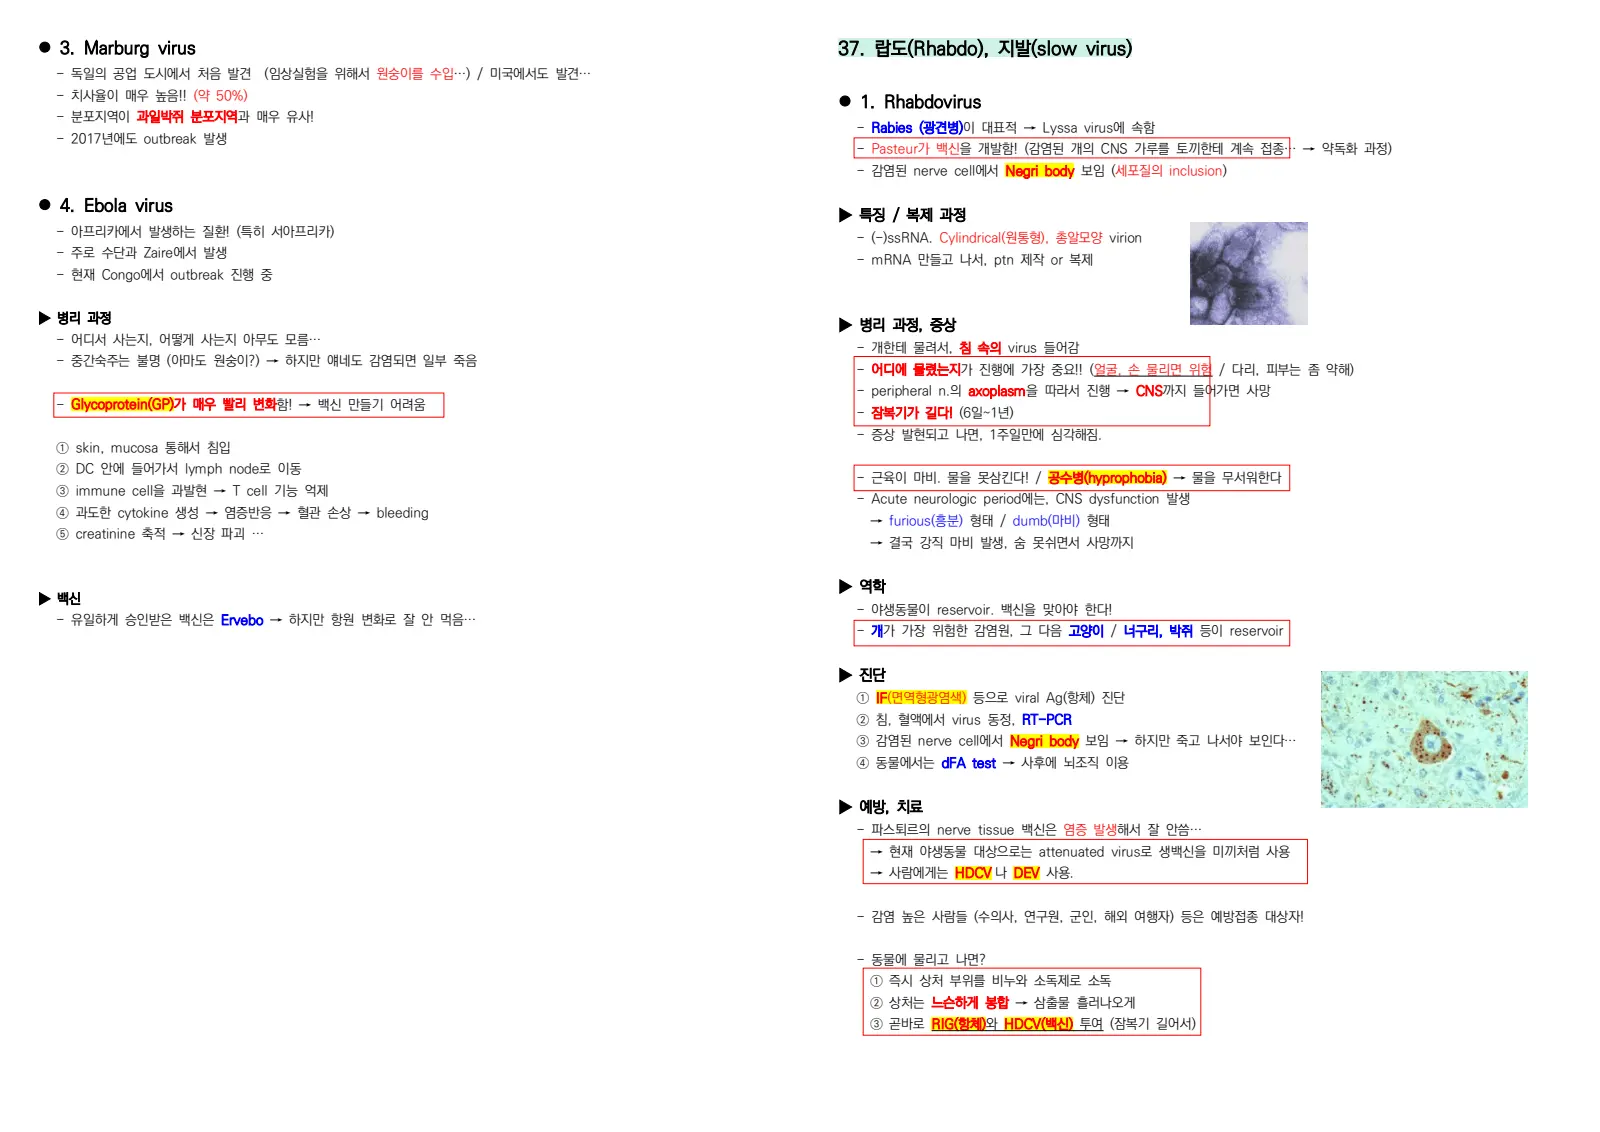 ● 3. Marburg virus
- 독일의 공업 도시에서 처음 발견 (임상실험을 위해서 원숭이를 수입…) / 미국에서도 발견…
- 치사율이 매우 높음!! (약 50%)
- 분포지역이 과일박쥐 분포지역과 매우 유사!
- 2017년에도 outbreak 발생
● 4. Ebola virus
- 아프리카에서 발생하는 질환! (특히 서아프리카)
- 주로 수단과 Zaire에서 발생
- 현재 Congo에서 outbreak 진행 중
▶ 병리 과정
- 어디서 사는지, 어떻게 사는지 아무도 모름…
- 중간숙주는 불명 (아마도 원숭이?) → 하지만 얘네도 감염되면 일부 죽음
- Glycoprotein(GP)가 매우 빨리 변화함! → 백신 만들기 어려움
① skin, mucosa 통해서 침입
② DC 안에 들어가서 lymph node로 이동
③ immune cell을 과발현 → T cell 기능 억제
④ 과도한 cytokine 생성 → 염증반응 → 혈관 손상 → bleeding
⑤ creatinine 축적 → 신장 파괴 …
▶ 백신
- 유일하게 승인받은 백신은 Ervebo → 하지만 항원 변화로 잘 안 먹음…
37. 랍도(Rhabdo), 지발(slow virus)
● 1. Rhabdovirus
- Rabies (광견병)이 대표적 → Lyssa virus에 속함
- Pasteur가 백신을 개발함! (감염된 개의 CNS 가루를 토끼한테 계속 접종… → 약독화 과정)
- 감염된 nerve cell에서 Negri body 보임 (세포질의 inclusion)
▶ 특징 / 복제 과정
- (-)ssRNA. Cylindrical(원통형), 총알모양 virion
- mRNA 만들고 나서, ptn 제작 or 복제
▶ 병리 과정, 증상
- 개한테 물려서, 침 속의 virus 들어감
- 어디에 물렸는지가 진행에 가장 중요!! (얼굴, 손 물리면 위험 / 다리, 피부는 좀 약해)
- peripheral n.의 axoplasm을 따라서 진행 → CNS까지 들어가면 사망
- 잠복기가 길다! (6일~1년)
- 증상 발현되고 나면, 1주일만에 심각해짐.
- 근육이 마비. 물을 못삼킨다! / 공수병(hyprophobia) → 물을 무서워한다
- Acute neurologic period에는, CNS dysfunction 발생
→ furious(흥분) 형태 / dumb(마비) 형태
→ 결국 강직 마비 발생, 숨 못쉬면서 사망까지
▶ 역학
- 야생동물이 reservoir. 백신을 맞아야 한다!
- 개가 가장 위험한 감염원, 그 다음 고양이 / 너구리, 박쥐 등이 reservoir
▶ 진단
① IF(면역형광염색) 등으로 viral Ag(항체) 진단
② 침, 혈액에서 virus 동정, RT-PCR
③ 감염된 nerve cell에서 Negri body 보임 → 하지만 죽고 나서야 보인다…
④ 동물에서는 dFA test → 사후에 뇌조직 이용
▶ 예방, 치료
- 파스퇴르의 nerve tissue 백신은 염증 발생해서 잘 안씀…
→ 현재 야생동물 대상으로는 attenuated virus로 생백신을 미끼처럼 사용
→ 사람에게는 HDCV나 DEV 사용.
- 감염 높은 사람들 (수의사, 연구원, 군인, 해외 여행자) 등은 예방접종 대상자!
- 동물에 물리고 나면?
① 즉시 상처 부위를 비누와 소독제로 소독
② 상처는 느슨하게 봉합 → 삼출물 흘러나오게
③ 곧바로 RIG(항체)와 HDCV(백신) 투여 (잠복기 길어서)